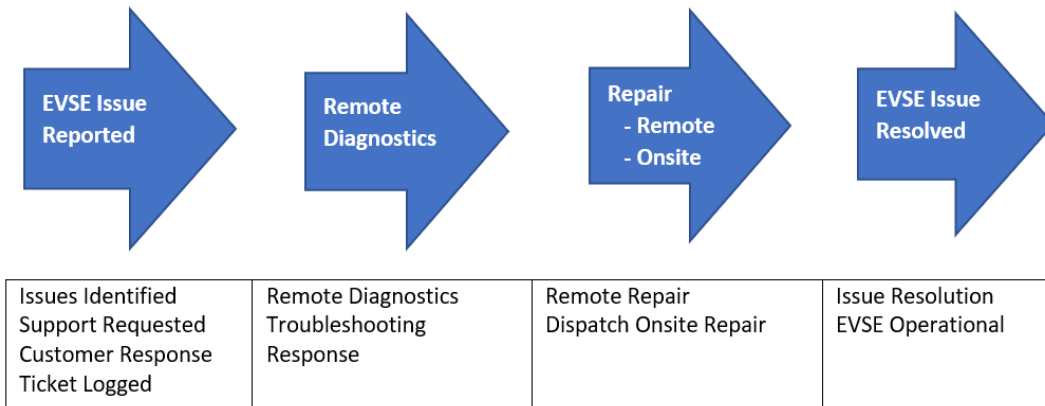 EVSE Issue
Reported
Remote
Diagnostics
Repair
- Remote
- Onsite
EVSE Issue
Resolved
Issues Identified
Support Requested
Customer Response
Ticket Logged
Remote Diagnostics
Troubleshooting
Response
Remote Repair
Dispatch Onsite Repair
Issue Resolution
EVSE Operational